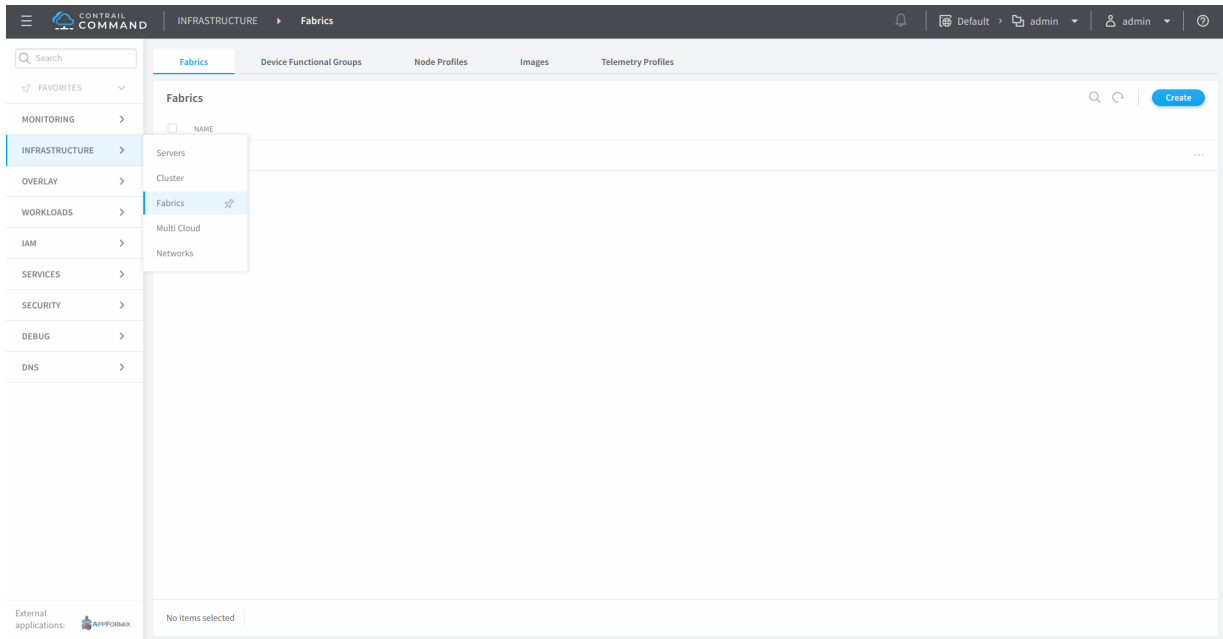 CONTRAIL
COMMAND
INFRASTRUCTURE
Fabrics
Default
admin
admin
Search
FAVORITES
MONITORING
INFRASTRUCTURE
OVERLAY
WORKLOADS
IAM
SERVICES
SECURITY
DEBUG
DNS
Servers
Cluster
Fabrics
Multi Cloud
Networks
Fabrics
Device Functional Groups
Node Profiles
Images
Telemetry Profiles
Fabrics
Create
NAME
No items selected
External
applications:
APPFORMIX